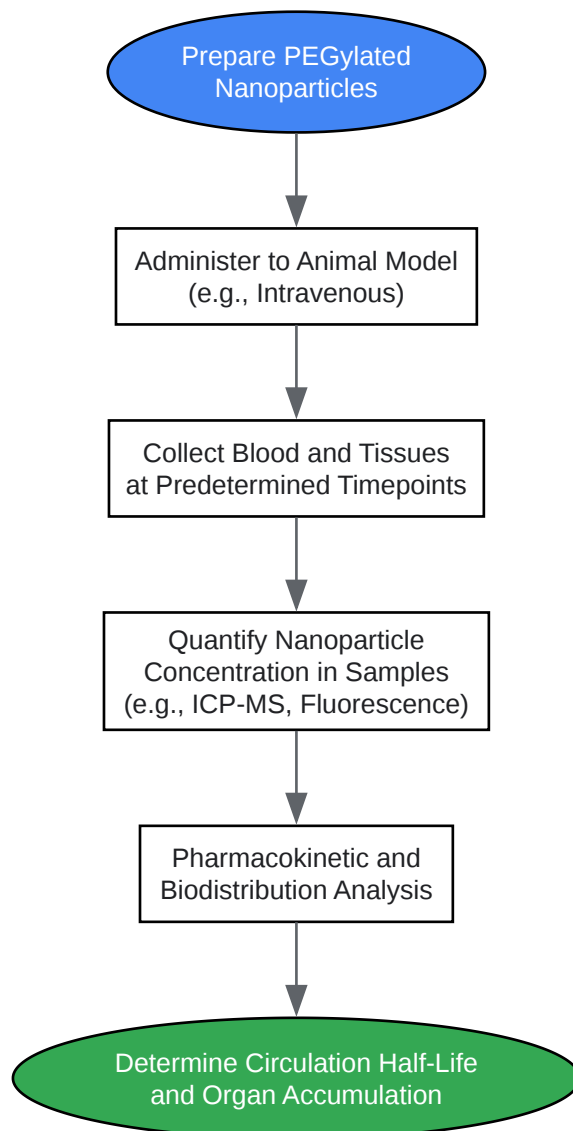 Prepare PEGylated
Nanoparticles
Administer to Animal Model
(e.g., Intravenous)
Collect Blood and Tissues
at Predetermined Timepoints
Quantify Nanoparticle
Concentration in Samples
(e.g., ICP-MS, Fluorescence)
Pharmacokinetic and
Biodistribution Analysis
Determine Circulation Half-Life
and Organ Accumulation